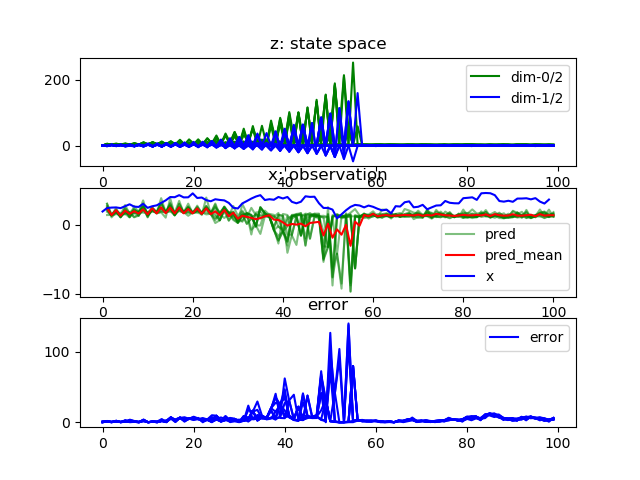 z: state space
200
0
dim-0/2
dim-1/2
0 20 40 60 80 100
x: observation
0
−10
pred
pred_mean
x
0 20 40 60 80 100
error
100
0
error
0 20 40 60 80 100